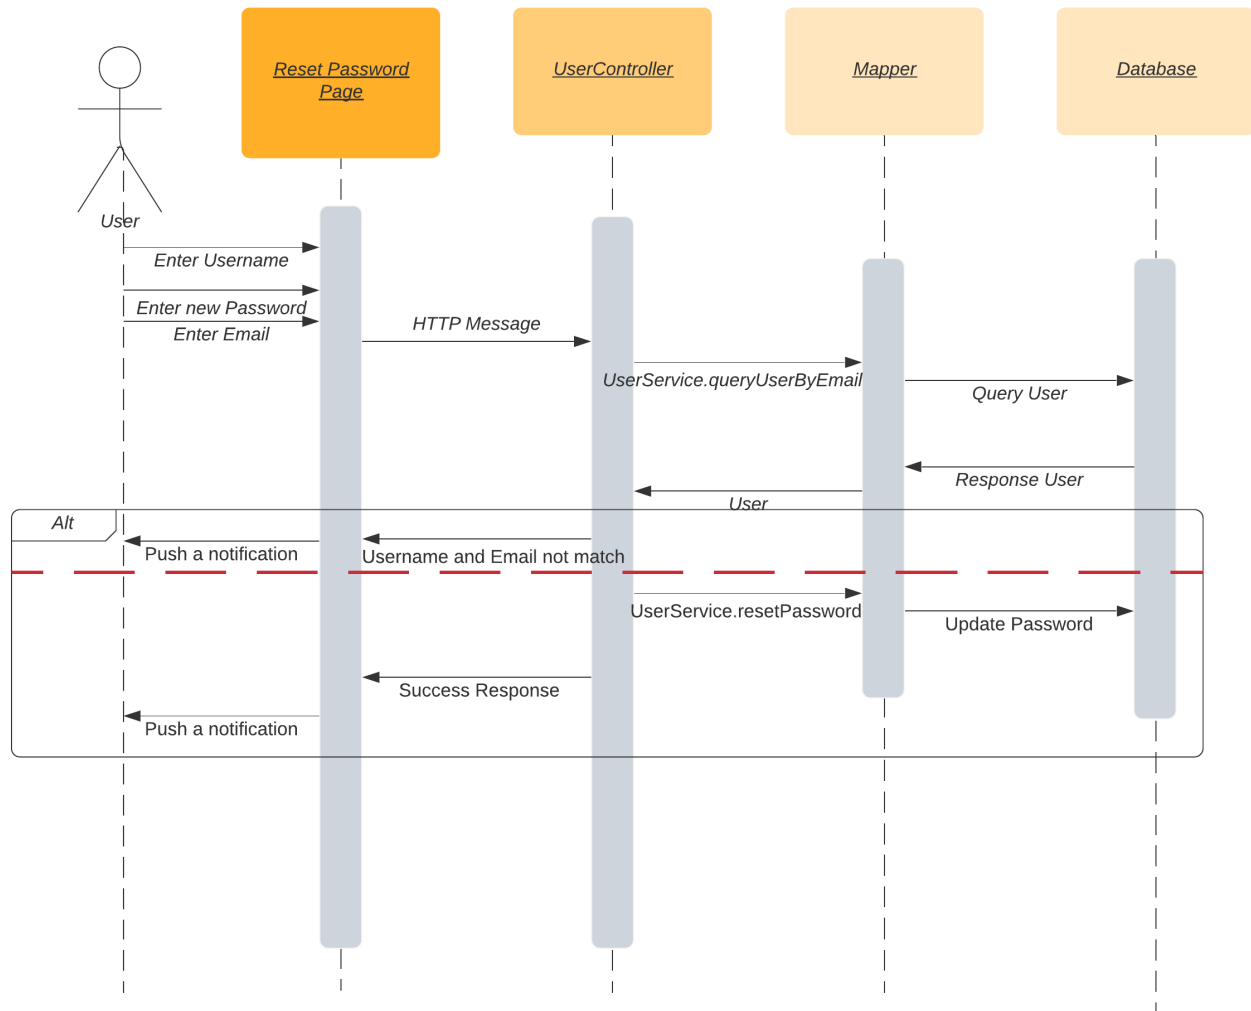 Reset Password
Page
UserController
Mapper
Database
User
Enter Username
Enter new Password
Enter Email
HTTP Message
UserService.queryUserByEmail
Query User
Response User
User
Alt
Push a notification
Username and Email not match
UserService.resetPassword
Update Password
Success Response
Push a notification